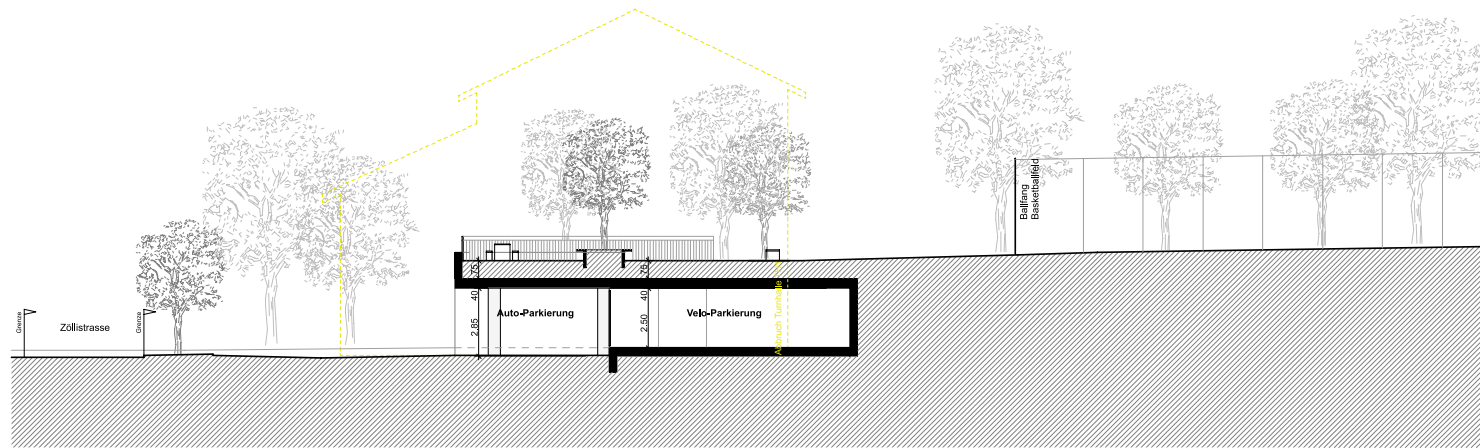 Grenze
Zöllistrasse
Grenze
75
40
2.85
Auto-Parkierung
75
40
2.50
Velo-Parkierung
Abbruch Turnhalle
Ballfang
Basketballfeld